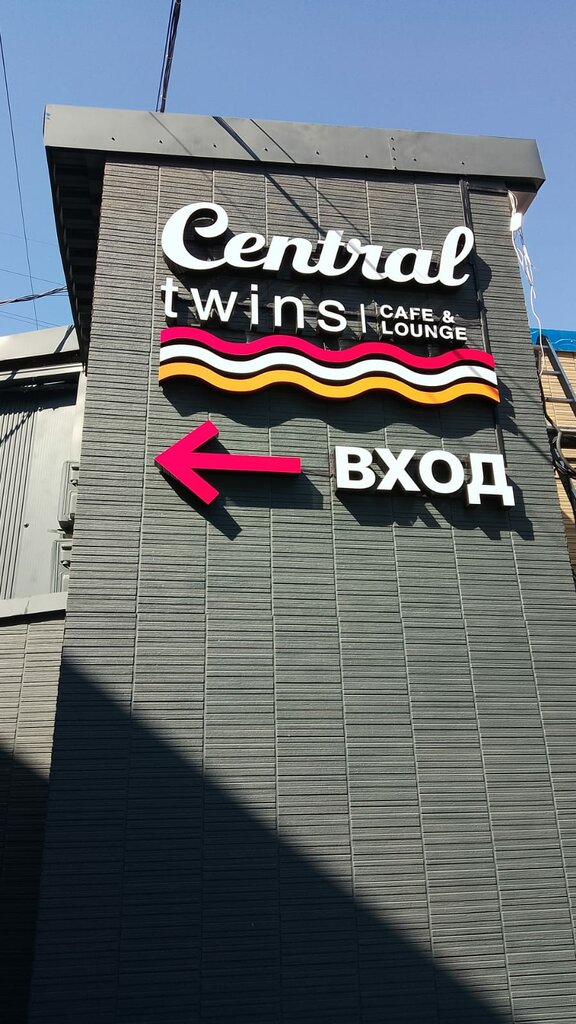 Central
twins | CAFE &
LOUNGE
ВХОД